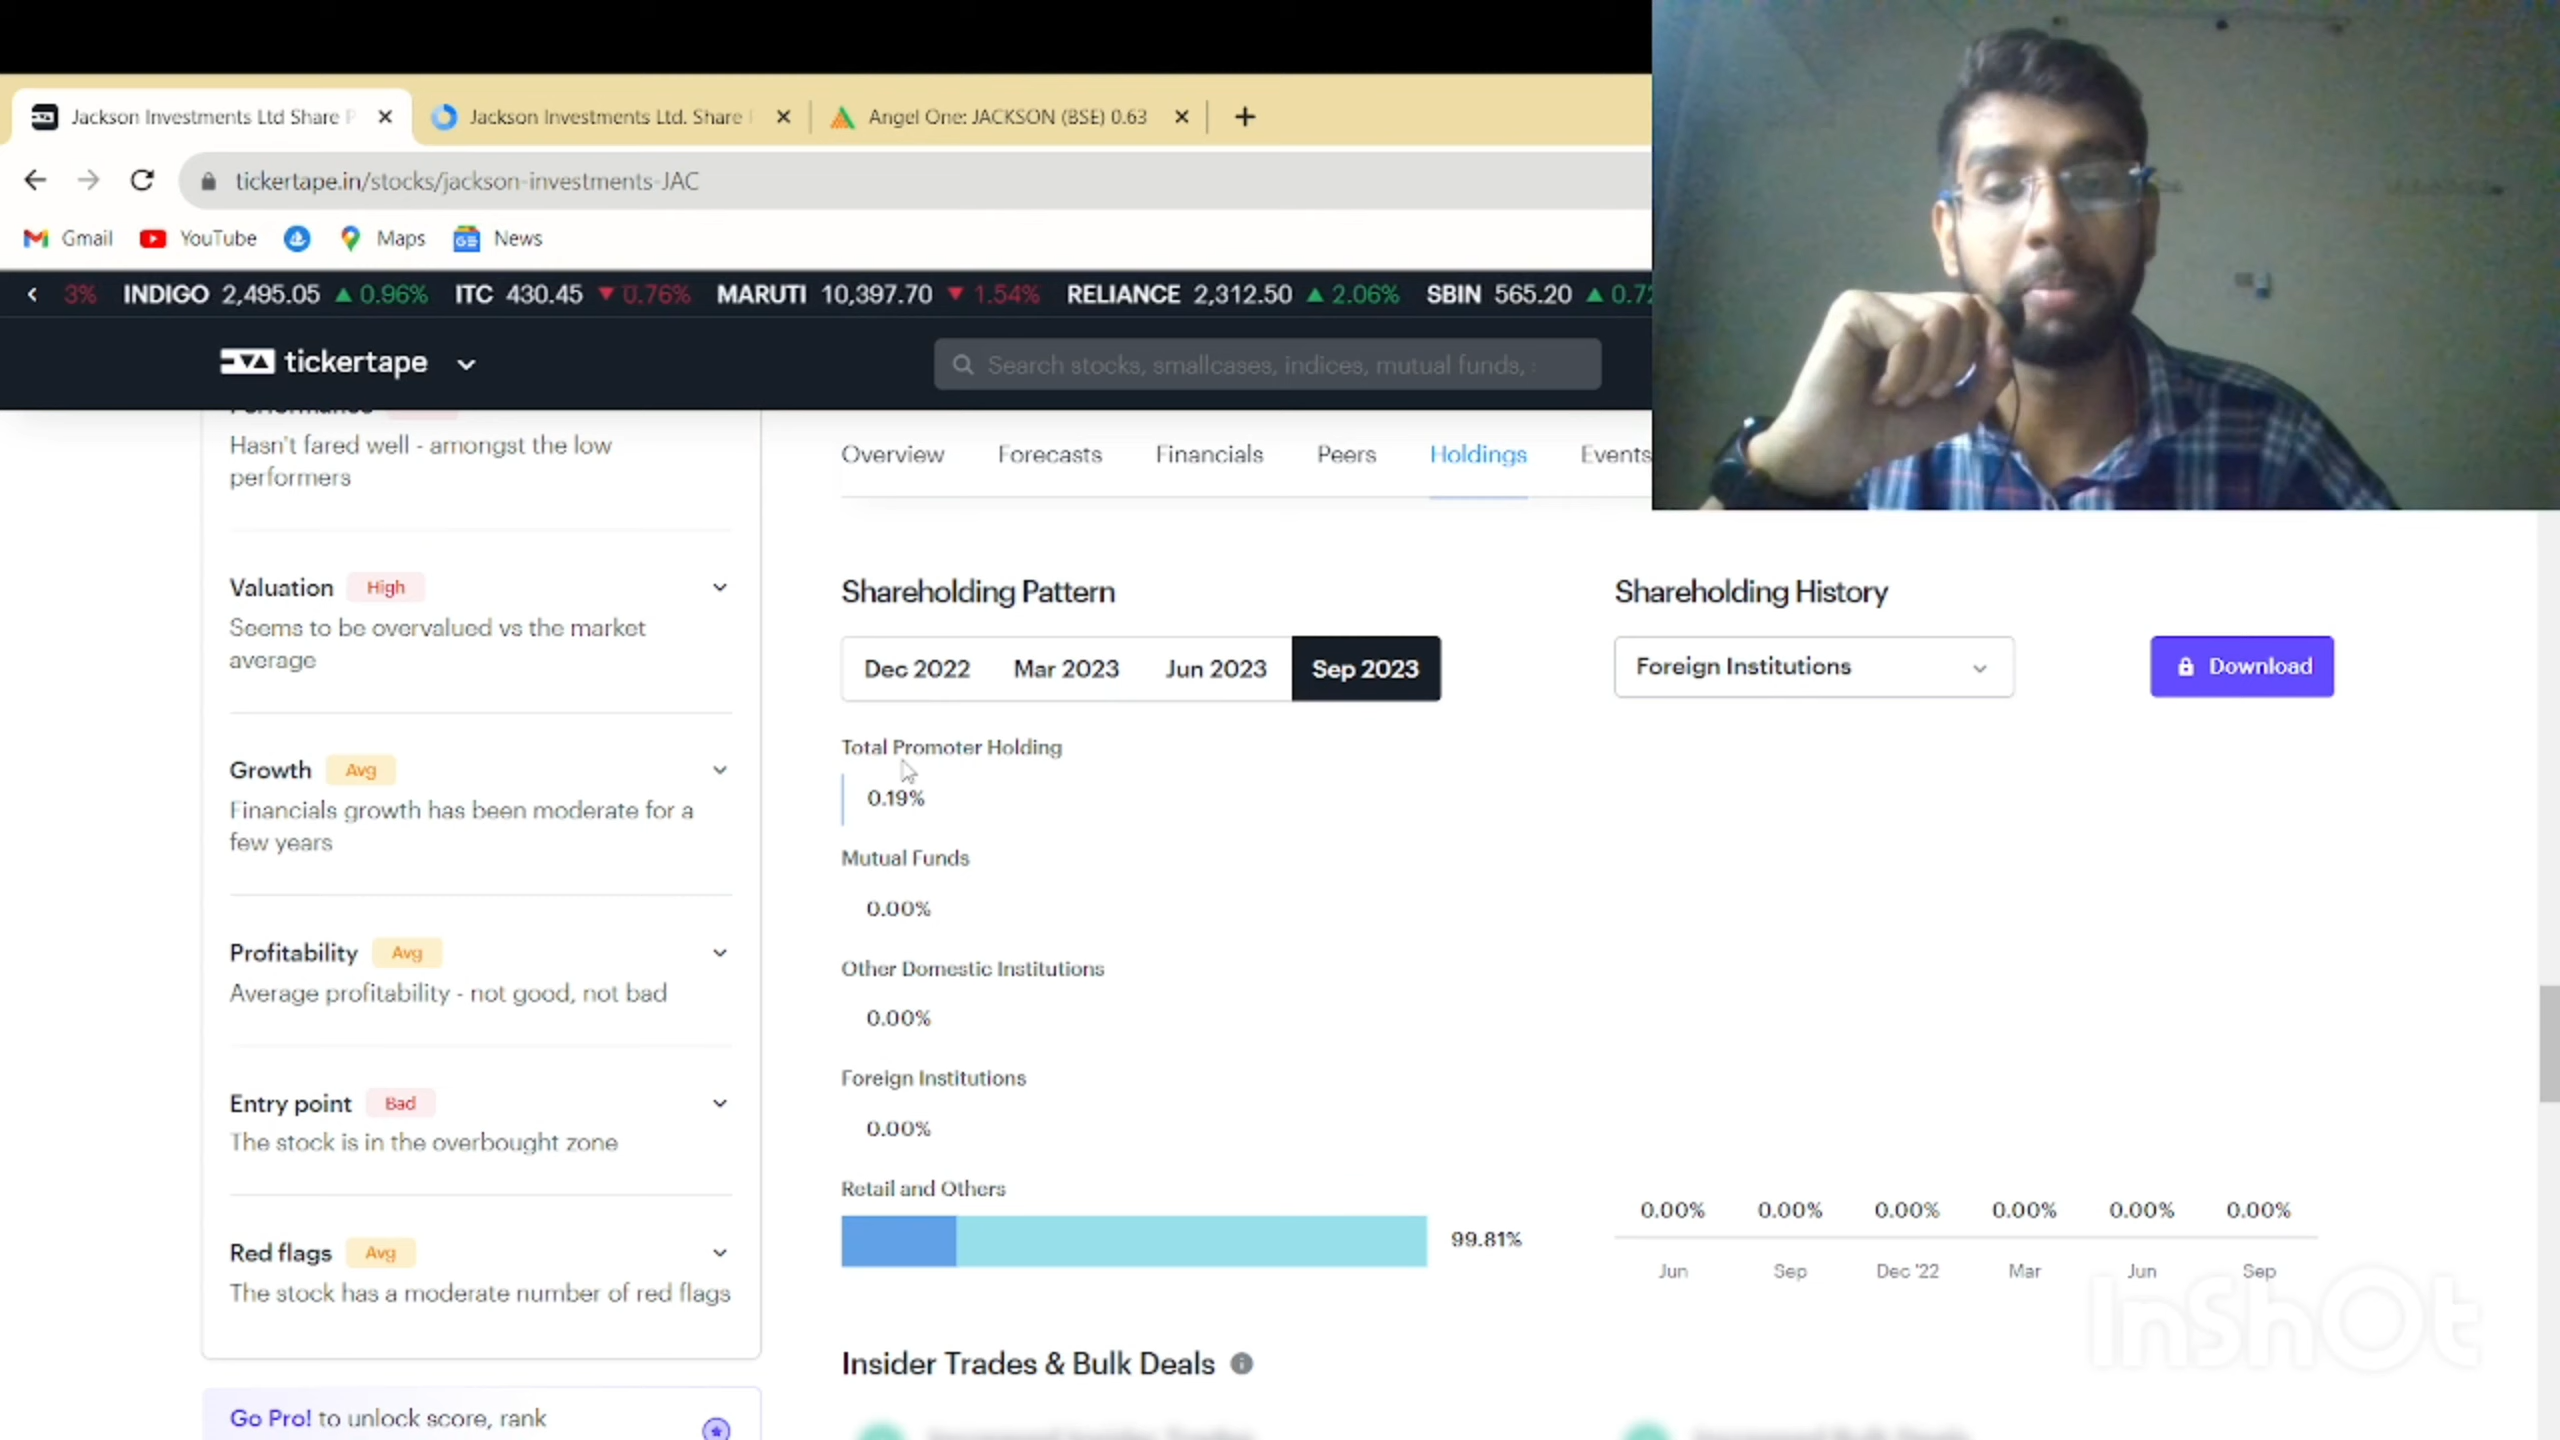 Jackson Investments Ltd Share P
Jackson Investments Ltd. Share
Angel One: JACKSON (BSE) 0.63
tickertape.in/stocks/jackson-investments-JAC
Gmail YouTube Maps News
3% INDIGO 2,495.05 ▲ 0.96% ITC 430.45 ▼ 0.76% MARUTI 10,397.70 ▼ 1.54% RELIANCE 2,312.50 ▲ 2.06% SBIN 565.20 ▲ 0.72
tickertape
Search stocks, smallcases, indices, mutual funds, :
Performance
Hasn't fared well - amongst the low
performers
Valuation High
Seems to be overvalued vs the market
average
Growth Avg
Financials growth has been moderate for a
few years
Profitability Avg
Average profitability - not good, not bad
Entry point Bad
The stock is in the overbought zone
Red flags Avg
The stock has a moderate number of red flags
Go Pro! to unlock score, rank
Overview Forecasts Financials Peers Holdings Events
Shareholding Pattern
Dec 2022 Mar 2023 Jun 2023 Sep 2023
Total Promoter Holding
0.19%
Mutual Funds
0.00%
Other Domestic Institutions
0.00%
Foreign Institutions
0.00%
Retail and Others
99.81%
Shareholding History
Foreign Institutions
Download
0.00% 0.00% 0.00% 0.00% 0.00% 0.00%
Jun Sep Dec '22 Mar Jun Sep
Insider Trades & Bulk Deals
InShOt